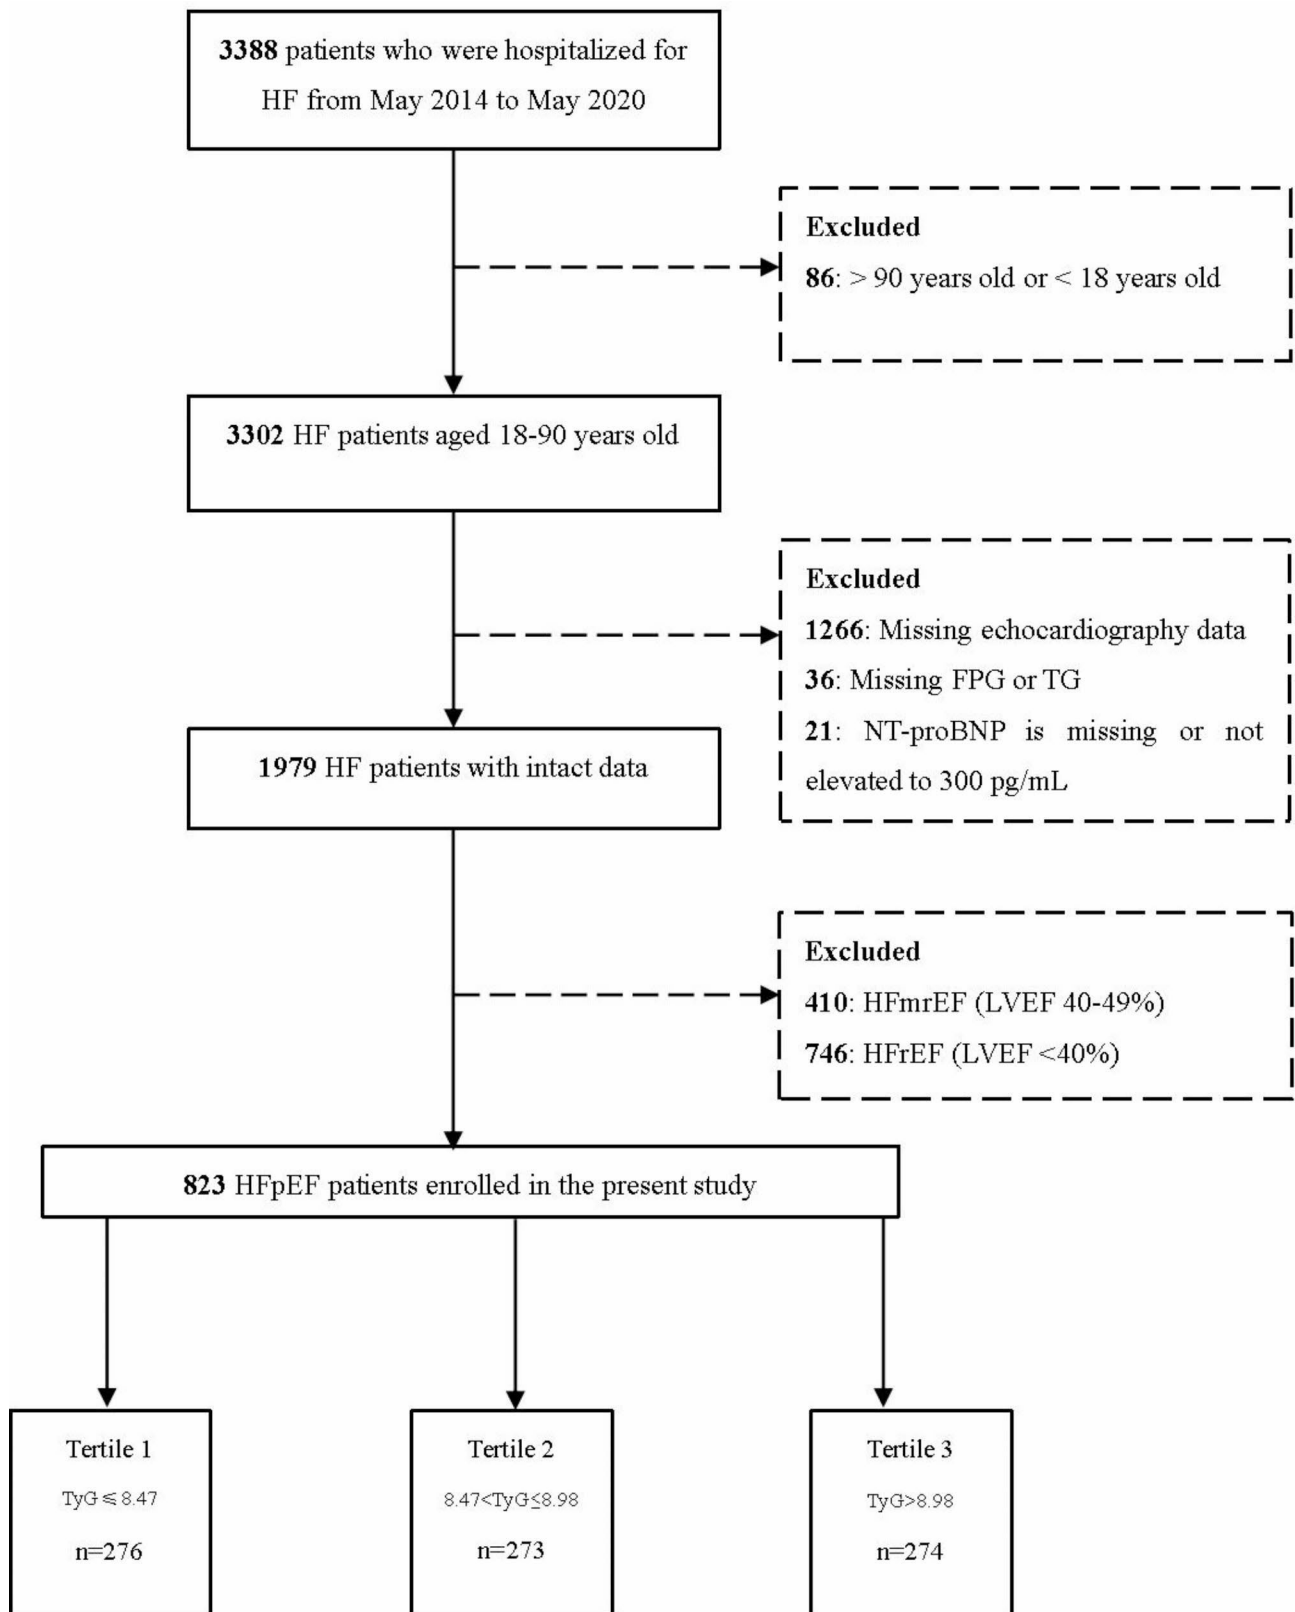 3388 patients who were hospitalized for
HF from May 2014 to May 2020
Excluded
86: > 90 years old or < 18 years old
3302 HF patients aged 18-90 years old
Excluded
1266: Missing echocardiography data
36: Missing FPG or TG
21: NT-proBNP is missing or not
elevated to 300 pg/mL
1979 HF patients with intact data
Excluded
410: HFmrEF (LVEF 40-49%)
746: HFrEF (LVEF <40%)
823 HFpEF patients enrolled in the present study
Tertile 1
TyG≤8.47
n=276
Tertile 2
8.47<TyG≤8.98
n=273
Tertile 3
TyG>8.98
n=274